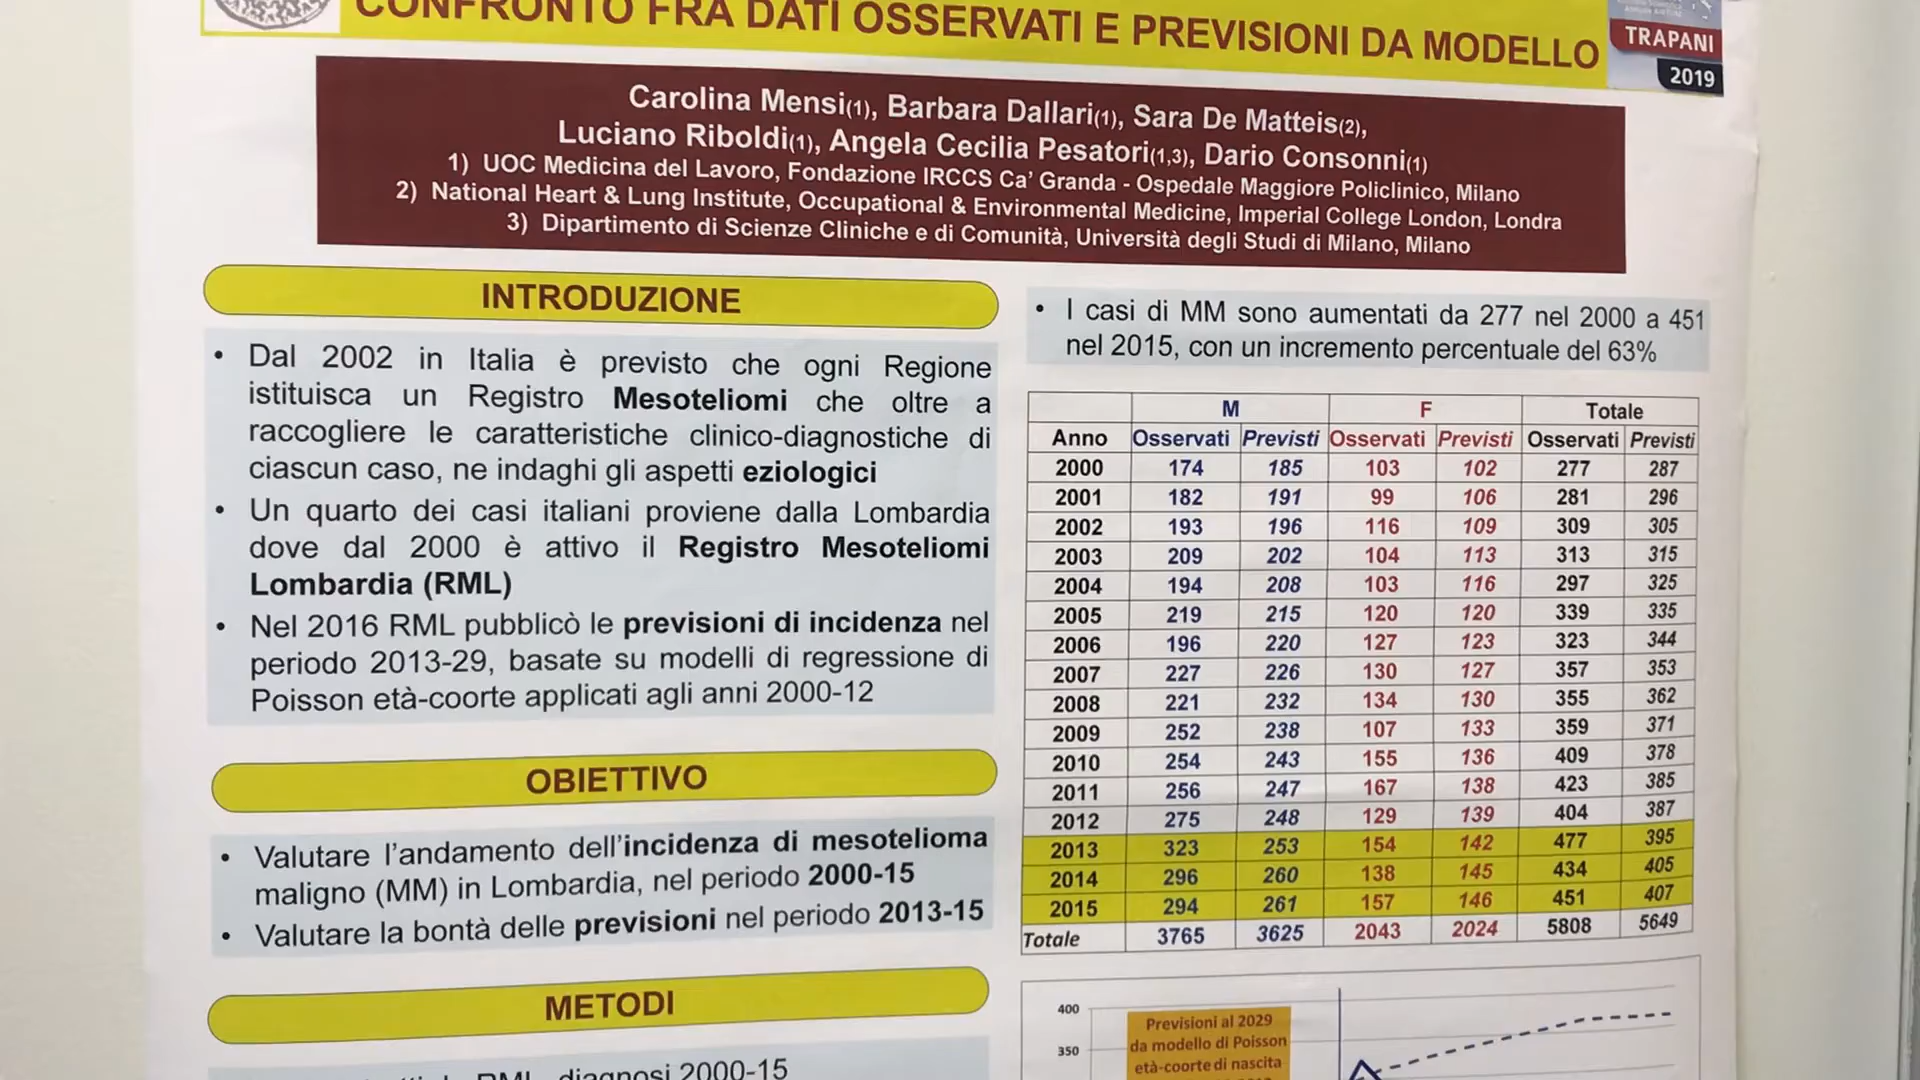 CONFRONTO FRA DATI OSSERVATI E PREVISIONI DA MODELLO
TRAPANI
2019
Carolina Mensi(1), Barbara Dallari(1), Sara De Matteis(2),
Luciano Riboldi(1), Angela Cecilia Pesatori(1,3), Dario Consonni(1)
1) UOC Medicina del Lavoro, Fondazione IRCCS Ca' Granda - Ospedale Maggiore Policlinico, Milano
2) National Heart & Lung Institute, Occupational & Environmental Medicine, Imperial College London, Londra
3) Dipartimento di Scienze Cliniche e di Comunità, Università degli Studi di Milano, Milano
INTRODUZIONE
• Dal 2002 in Italia è previsto che ogni Regione
istituisca un Registro Mesoteliomi che oltre a
raccogliere le caratteristiche clinico-diagnostiche di
ciascun caso, ne indaghi gli aspetti eziologici
• Un quarto dei casi italiani proviene dalla Lombardia
dove dal 2000 è attivo il Registro Mesoteliomi
Lombardia (RML)
• Nel 2016 RML pubblicò le previsioni di incidenza nel
periodo 2013-29, basate su modelli di regressione di
Poisson età-coorte applicati agli anni 2000-12
OBIETTIVO
• Valutare l'andamento dell'incidenza di mesotelioma
maligno (MM) in Lombardia, nel periodo 2000-15
• Valutare la bontà delle previsioni nel periodo 2013-15
METODI
RML, diagnosi 2000-15
• I casi di MM sono aumentati da 277 nel 2000 a 451
nel 2015, con un incremento percentuale del 63%
M F Totale
Anno Osservati Previsti Osservati Previsti Osservati Previsti
2000 174 185 103 102 277 287
2001 182 191 99 106 281 296
2002 193 196 116 109 309 305
2003 209 202 104 113 313 315
2004 194 208 103 116 297 325
2005 219 215 120 120 339 335
2006 196 220 127 123 323 344
2007 227 226 130 127 357 353
2008 221 232 134 130 355 362
2009 252 238 107 133 359 371
2010 254 243 155 136 409 378
2011 256 247 167 138 423 385
2012 275 248 129 139 404 387
2013 323 253 154 142 477 395
2014 296 260 138 145 434 405
2015 294 261 157 146 451 407
Totale 3765 3625 2043 2024 5808 5649
400
350
Previsioni al 2029
da modello di Poisson
età-coorte di nascita